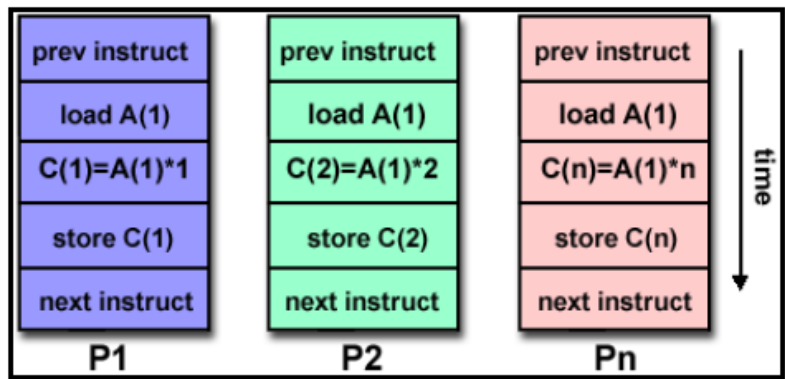 prev instruct
load A(1)
C(1)=A(1)*1
store C(1)
next instruct
P1
prev instruct
load A(1)
C(2)=A(1)*2
store C(2)
next instruct
P2
prev instruct
load A(1)
C(n)=A(1)*n
store C(n)
next instruct
Pn
time